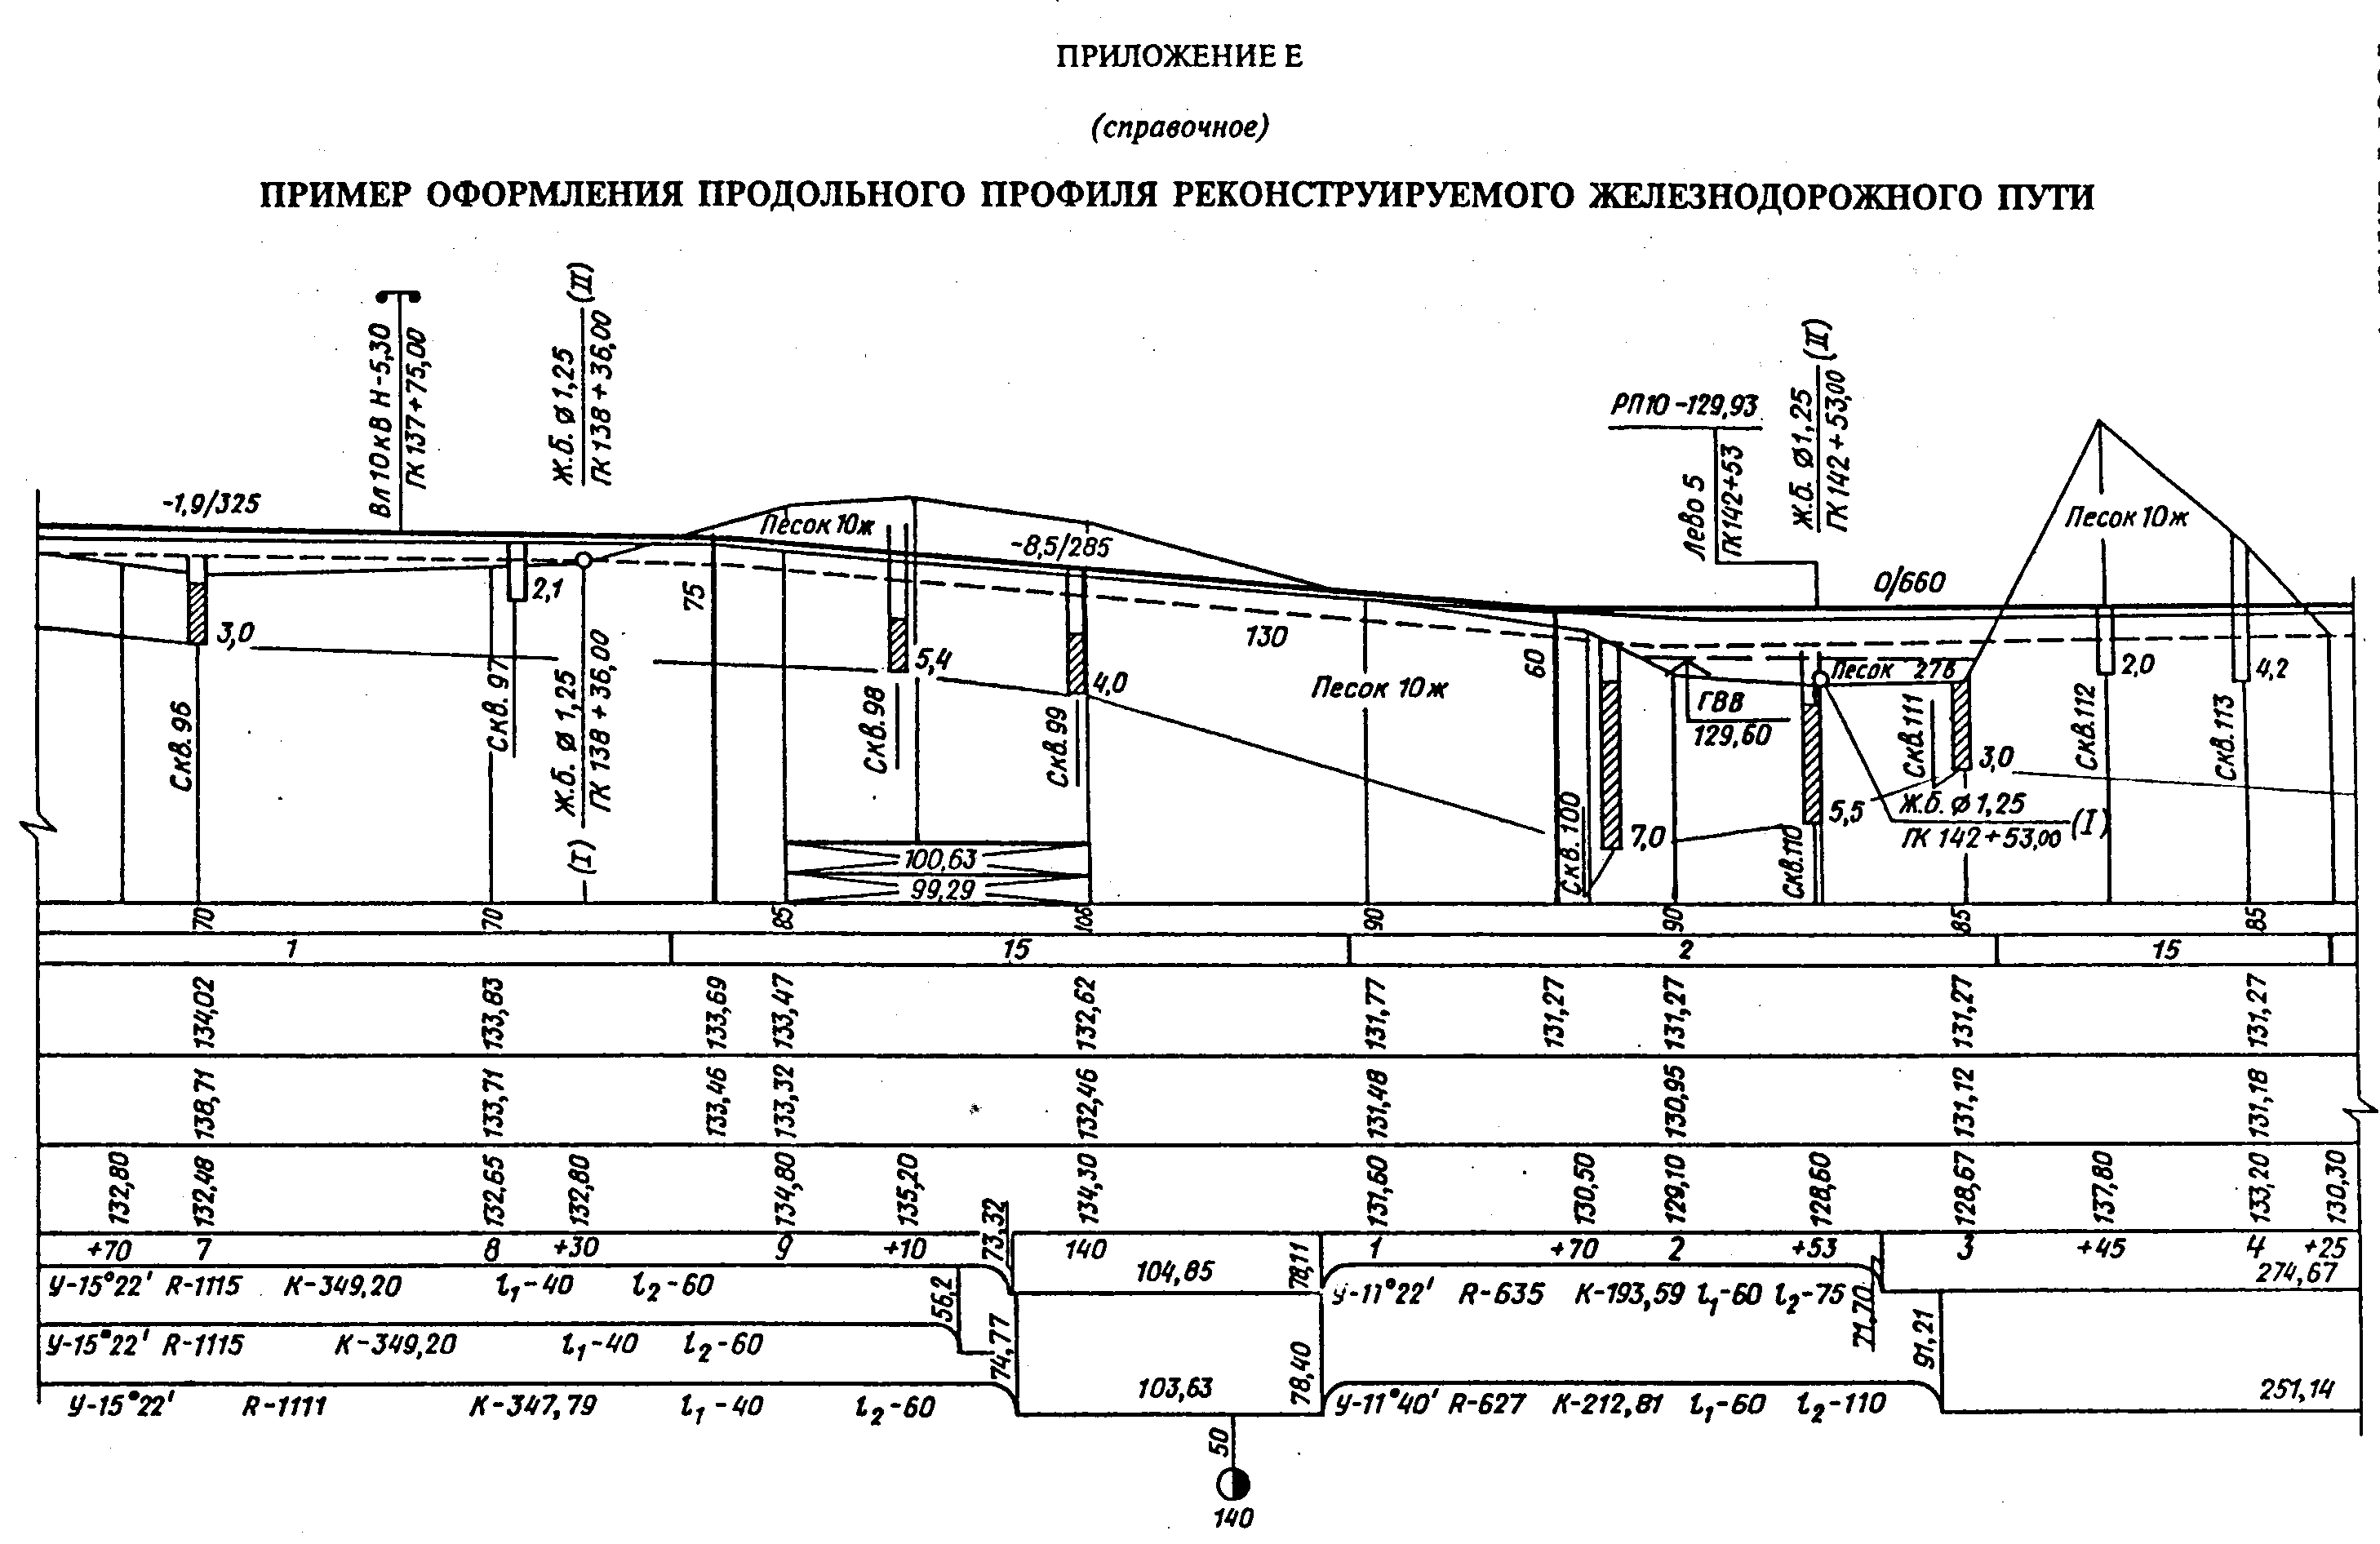 ПРИЛОЖЕНИЕ Е
(справочное)
ПРИМЕР ОФОРМЛЕНИЯ ПРОДОЛЬНОГО ПРОФИЛЯ РЕКОНСТРУИРУЕМОГО ЖЕЛЕЗНОДОРОЖНОГО ПУТИ
-1,9/325
Вл 10 кВ Н-5,30
ПК 137+75,00
Ж.б. ø 1,25 (II)
ПК 138+36,00
Песок 10ж
-8,5/285
РП10 -129,93
Лево 5
ПК142+53
Ж.б. ø 1,25 (II)
ПК 142+53,00
0/660
Песок 10ж
3,0
Скв.96
2,1
Скв.97
(I) Ж.б. ø 1,25
ПК 138+36,00
75
5,4
Скв.98
4,0
Скв.99
130
Песок 10ж
60
Скв.100
7,0
ГВВ
129,60
Песок 27в
5,5
Скв.110
Скв.111
3,0
Ж.б. ø 1,25 (I)
ПК 142+53,00
2,0
Скв.112
4,2
Скв.113
100,63
99,29
70 70 85 106 90 90 85 85
1 15 2 15
134,02 133,83 133,69 133,47 132,62 131,77 131,27 131,27 131,27 131,27
138,71 133,71 133,46 133,32 132,46 131,48 130,95 131,12 131,18
132,80 132,48 132,65 132,80 134,80 135,20 134,30 131,60 130,50 129,10 128,60 128,67 137,80 133,20 130,30
+70 7 8 +30 9 +10 73,32 140 78,11 1 +70 2 +53 3 +45 4 +25
У-15°22' R-1115 К-349,20 l1-40 l2-60 56,2 104,85 У-11°22' R-635 К-193,59 l1-60 l2-75 71,70 274,67
У-15°22' R-1115 К-349,20 l1-40 l2-60 74,77 78,40 91,21
У-15°22' R-1111 К-347,79 l1-40 l2-60 103,63 У-11°40' R-627 К-212,81 l1-60 l2-110 251,14
50
140